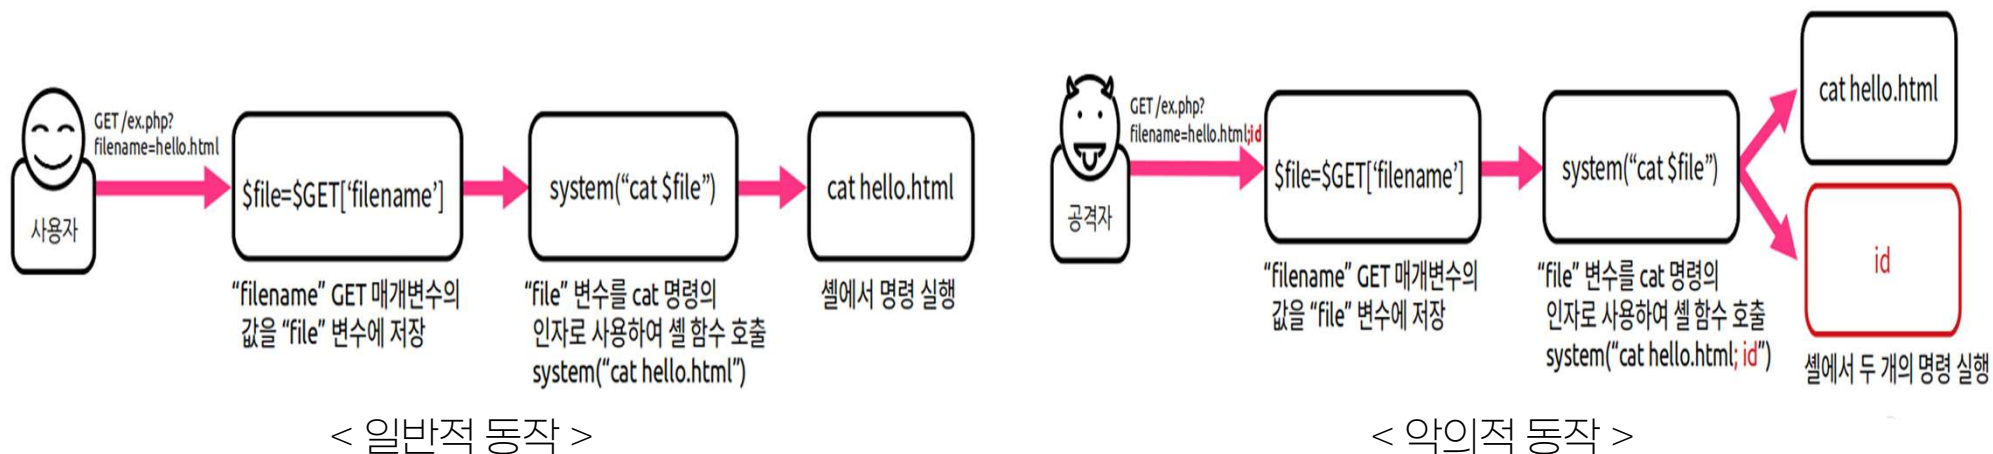 GET /ex.php?
filename=hello.html
사용자
$file=$GET[‘filename’]
“filename” GET 매개변수의
값을 “file” 변수에 저장
system(“cat $file”)
“file” 변수를 cat 명령의
인자로 사용하여 셸 함수 호출
system(“cat hello.html”)
cat hello.html
셸에서 명령 실행
< 일반적 동작 >
GET /ex.php?
filename=hello.html;id
공격자
$file=$GET[‘filename’]
“filename” GET 매개변수의
값을 “file” 변수에 저장
system(“cat $file”)
“file” 변수를 cat 명령의
인자로 사용하여 셸 함수 호출
system(“cat hello.html; id”)
cat hello.html
id
셸에서 두 개의 명령 실행
< 악의적 동작 >